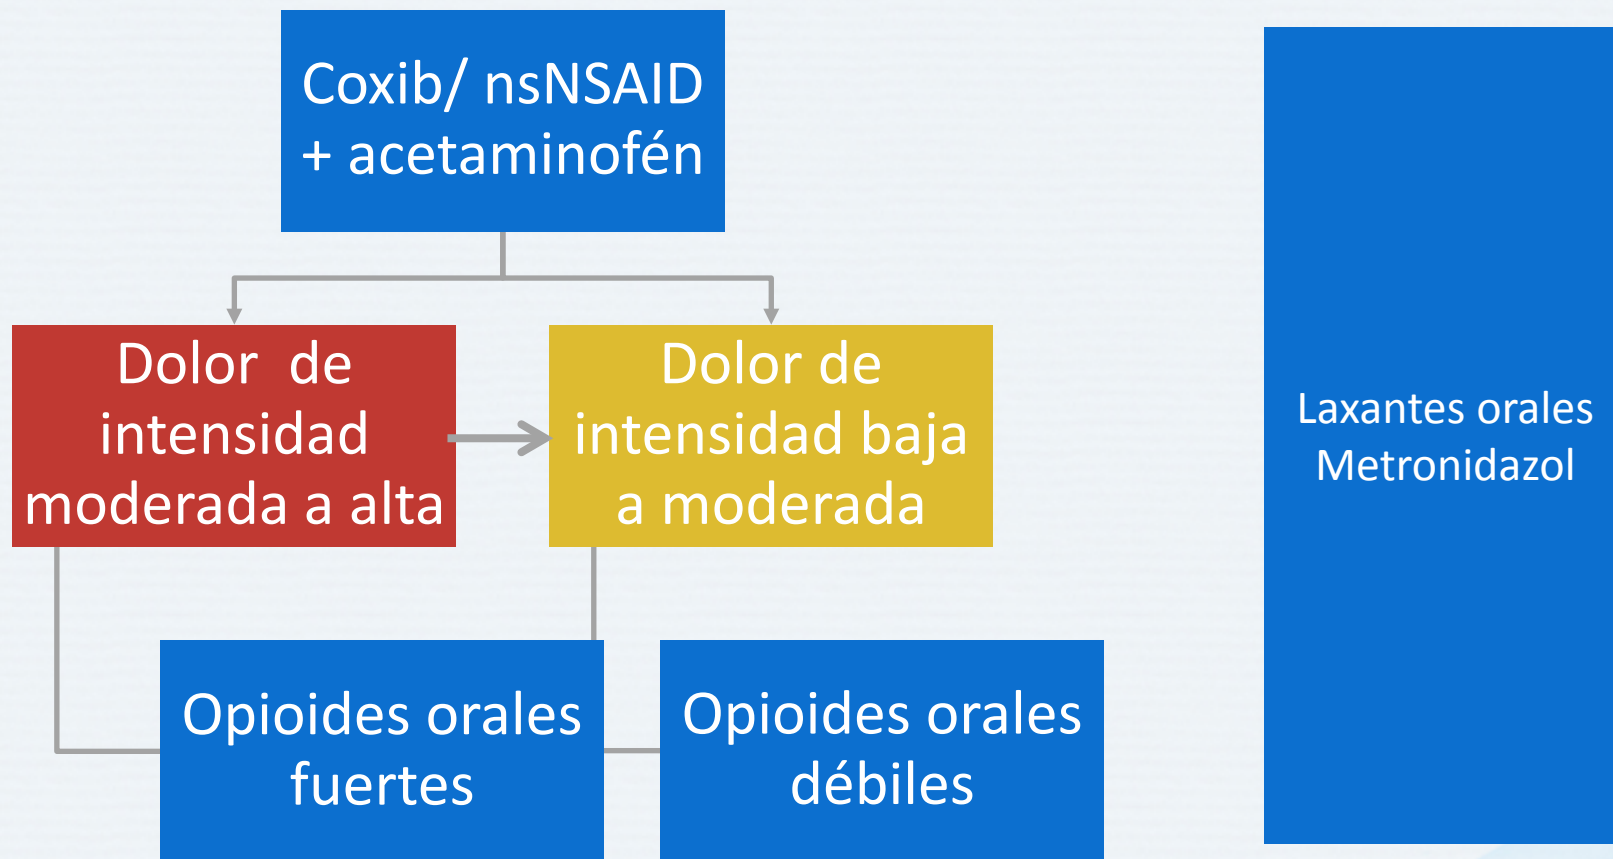 Coxib/ nsNSAID
+ acetaminofén
Dolor de
intensidad
moderada a alta
Dolor de
intensidad baja
a moderada
Opioides orales
fuertes
Opioides orales
débiles
Laxantes orales
Metronidazol